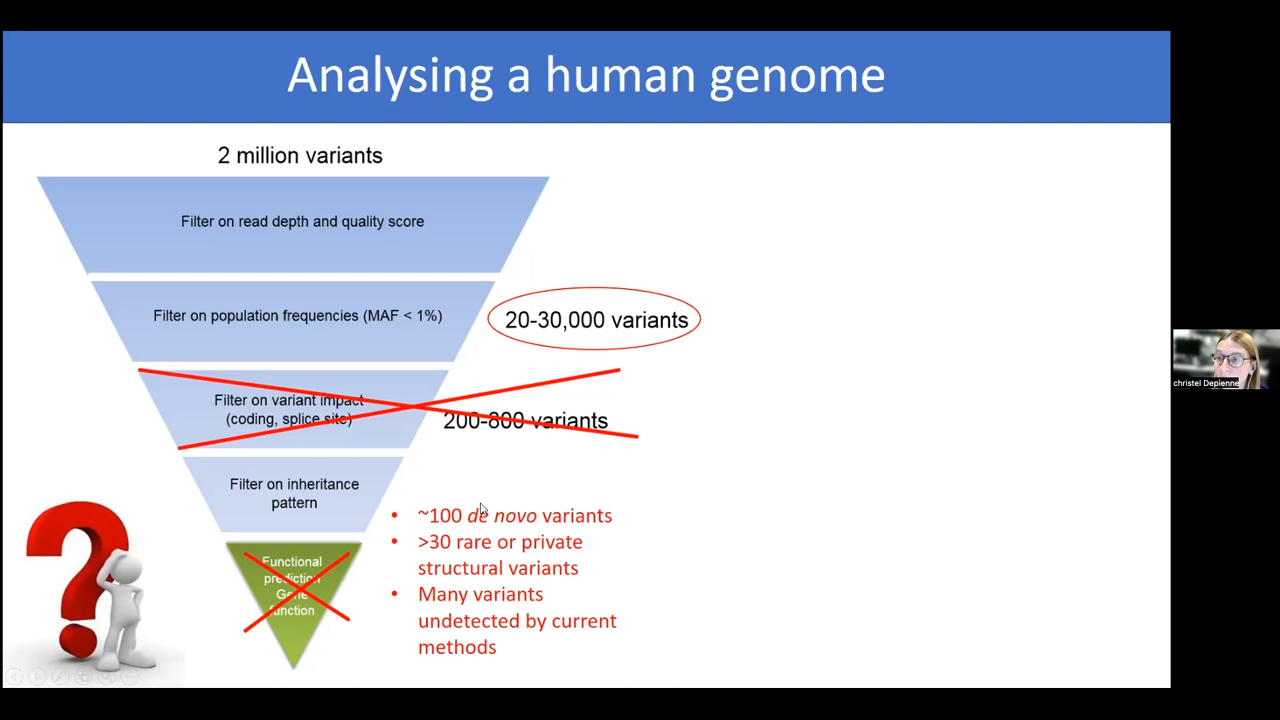 Analysing a human genome
2 million variants
Filter on read depth and quality score
Filter on population frequencies (MAF < 1%)
20-30,000 variants
Filter on variant impact
(coding, splice site)
200-800 variants
Filter on inheritance
pattern
• ~100 de novo variants
• >30 rare or private
structural variants
• Many variants
undetected by current
methods
Functional
prediction
Gene
function
christel Depienne